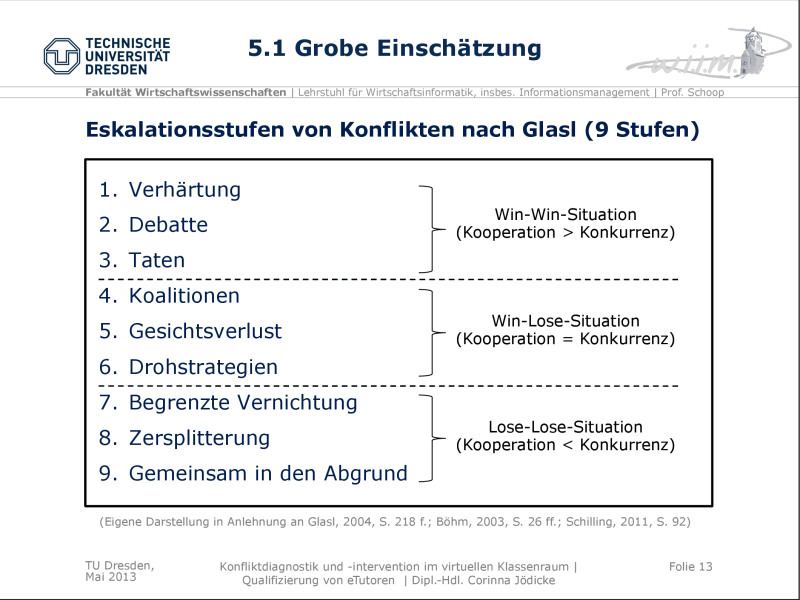 TECHNISCHE
UNIVERSITÄT
DRESDEN
5.1 Grobe Einschätzung
wiim
Fakultät Wirtschaftswissenschaften | Lehrstuhl für Wirtschaftsinformatik, insbes. Informationsmanagement | Prof. Schoop
Eskalationsstufen von Konflikten nach Glasl (9 Stufen)
1. Verhärtung
2. Debatte
3. Taten
Win-Win-Situation
(Kooperation > Konkurrenz)
4. Koalitionen
5. Gesichtsverlust
6. Drohstrategien
Win-Lose-Situation
(Kooperation = Konkurrenz)
7. Begrenzte Vernichtung
8. Zersplitterung
9. Gemeinsam in den Abgrund
Lose-Lose-Situation
(Kooperation < Konkurrenz)
(Eigene Darstellung in Anlehnung an Glasl, 2004, S. 218 f.; Böhm, 2003, S. 26 ff.; Schilling, 2011, S. 92)
TU Dresden,
Mai 2013
Konfliktdiagnostik und -intervention im virtuellen Klassenraum |
Qualifizierung von eTutoren | Dipl.-Hdl. Corinna Jödicke
Folie 13